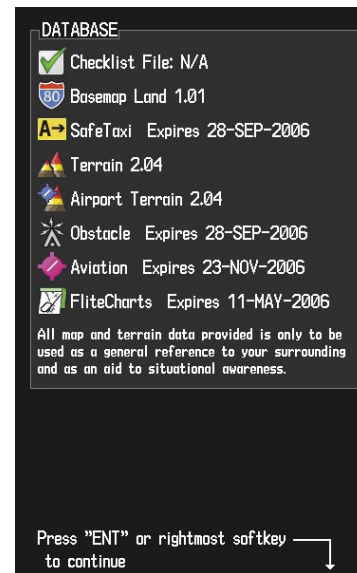 DATABASE
Checklist File: N/A
80 Basemap Land 1.01
A→ SafeTaxi Expires 28-SEP-2006
Terrain 2.04
Airport Terrain 2.04
Obstacle Expires 28-SEP-2006
Aviation Expires 23-NOV-2006
FliteCharts Expires 11-MAY-2006
All map and terrain data provided is only to be
used as a general reference to your surrounding
and as an aid to situational awareness.
Press "ENT" or rightmost softkey
to continue